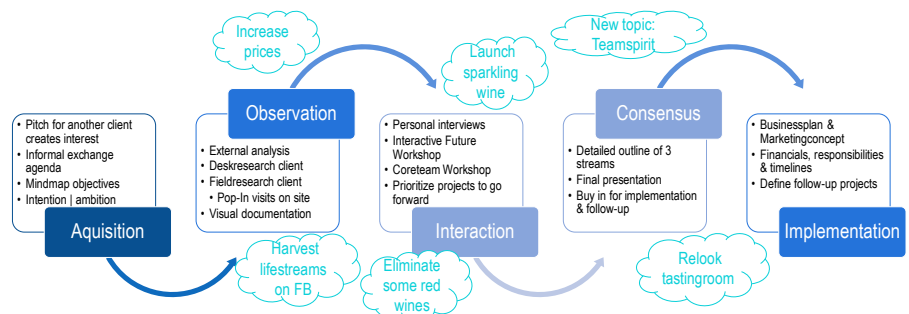 Increase
prices
Launch
sparkling
wine
New topic:
Teamspirit
• Pitch for another client
creates interest
• Informal exchange
agenda
• Mindmap objectives
• Intention | ambition
Aquisition
Observation
• External analysis
• Deskresearch client
• Fieldresearch client
• Pop-In visits on site
• Visual documentation
Harvest
lifestreams
on FB
• Personal interviews
• Interactive Future
Workshop
• Coreteam Workshop
• Prioritize projects to go
forward
Interaction
Eliminate
some red
wines
Consensus
• Detailed outline of 3
streams
• Final presentation
• Buy in for implementation
& follow-up
Relook
tastingroom
• Businessplan &
Marketingconcept
• Financials, responsibilities
& timelines
• Define follow-up projects
Implementation